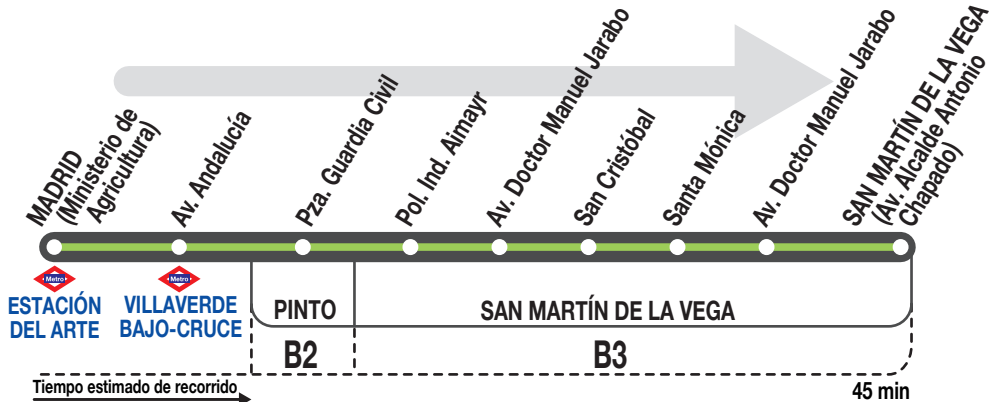 MADRID
(Ministerio de
Agricultura)
Av. Andalucía
Pza. Guardia Civil
Pol. Ind. Aimayr
Av. Doctor Manuel Jarabo
San Cristóbal
Santa Mónica
Av. Doctor Manuel Jarabo
SAN MARTÍN DE LA VEGA
(Av. Alcalde Antonio
Chapado)
Metro
ESTACIÓN
DEL ARTE
Metro
VILLAVERDE
BAJO-CRUCE
PINTO
SAN MARTÍN DE LA VEGA
B2
B3
Tiempo estimado de recorrido
45 min